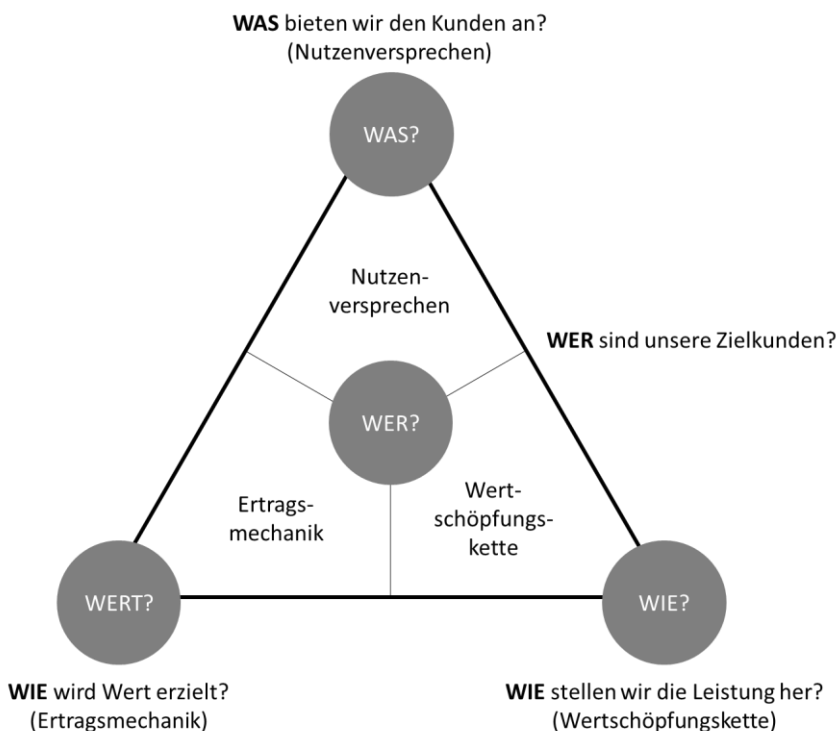 WAS bieten wir den Kunden an?
(Nutzenversprechen)
WAS?
Nutzen-
versprechen
WER sind unsere Zielkunden?
WER?
Ertrags-
mechanik
Wert-
schöpfungs-
kette
WERT?
WIE?
WIE wird Wert erzielt?
(Ertragsmechanik)
WIE stellen wir die Leistung her?
(Wertschöpfungskette)